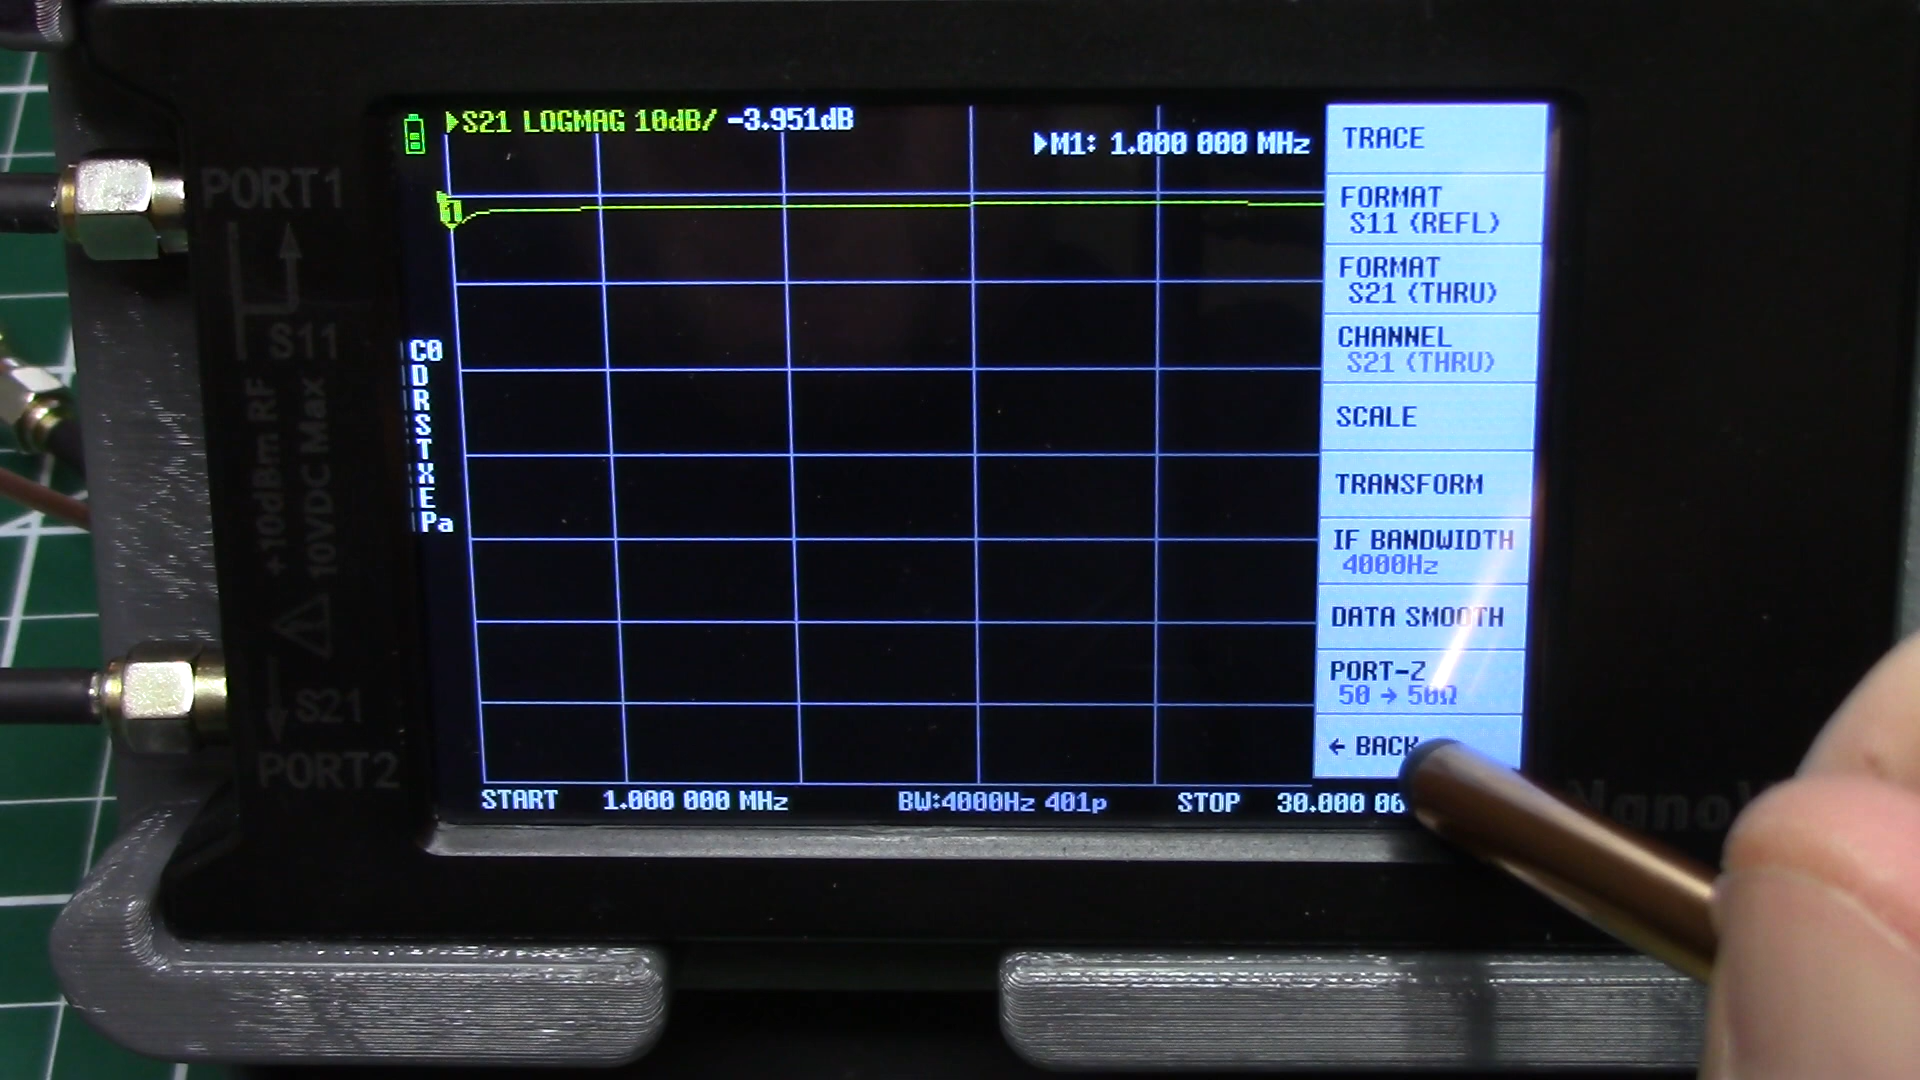 ▶S21 LOGMAG 10dB/ -3.951dB
▶M1: 1.000 000 MHz
1
C0
D
R
S
T
X
E
Pa
START 1.000 000 MHz
BW:4000Hz 401p
STOP 30.000 00
TRACE
FORMAT
S11 (REFL)
FORMAT
S21 (THRU)
CHANNEL
S21 (THRU)
SCALE
TRANSFORM
IF BANDWIDTH
4000Hz
DATA SMOOTH
PORT-Z
50 → 50Ω
← BACK
PORT1
S11
+10dBm RF
10VDC Max
S21
PORT2